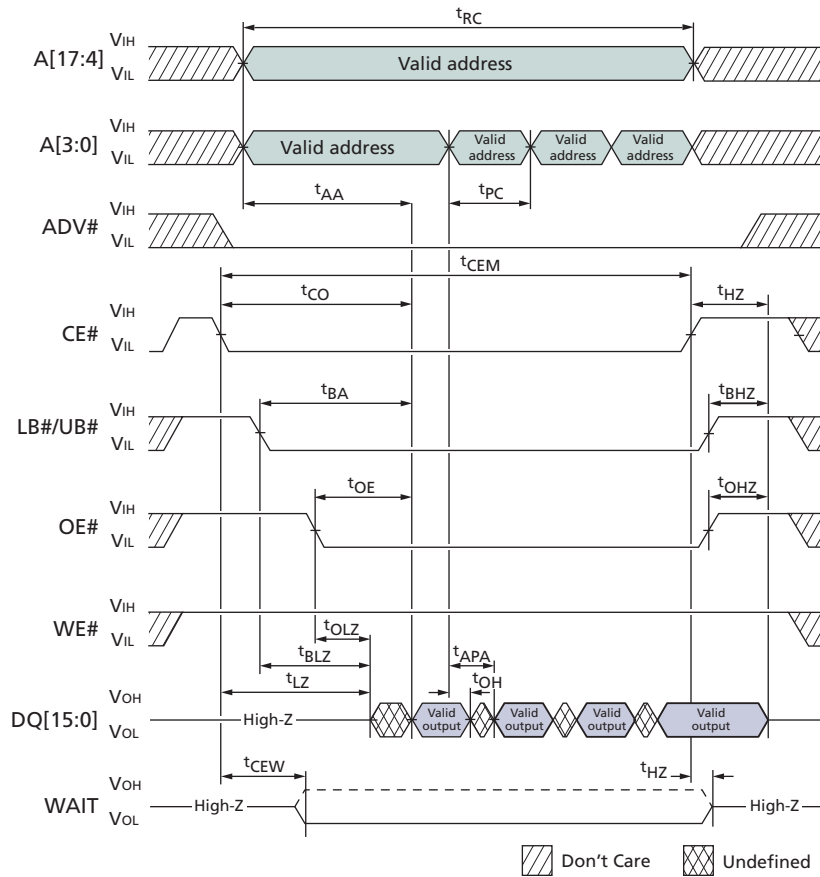 tRC
VIH
A[17:4]
Valid address
VIL
VIH
A[3:0]
Valid address
Valid address
Valid address
Valid address
VIL
tAA
tPC
VIH
ADV#
VIL
tCEM
tCO
tHZ
VIH
CE#
VIL
tBA
tBHZ
VIH
LB#/UB#
VIL
tOE
tOHZ
VIH
OE#
VIL
VIH
WE#
VIL
tOLZ
tBLZ
tAPA
tLZ
tOH
VOH
DQ[15:0]
High-Z
Valid output
Valid output
Valid output
Valid output
VOL
tCEW
tHZ
VOH
WAIT
High-Z
High-Z
VOL
Don't Care
Undefined